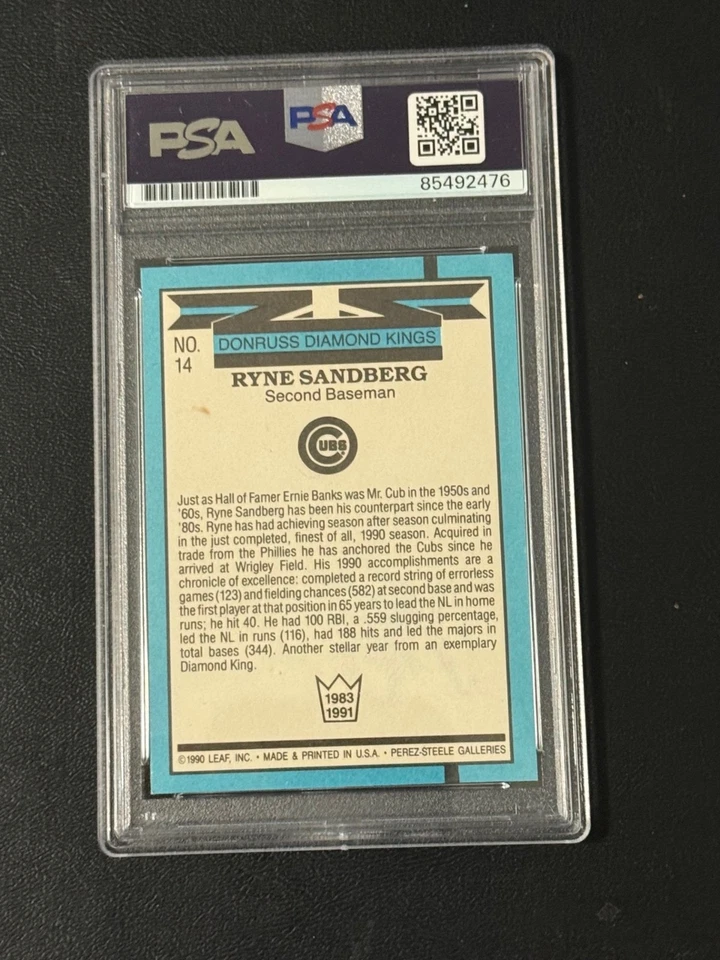 PSA
PSA
85492476
NO.
14
DONRUSS DIAMOND KINGS
RYNE SANDBERG
Second Baseman
CUBS
Just as Hall of Famer Ernie Banks was Mr. Cub in the 1950s and
'60s, Ryne Sandberg has been his counterpart since the early
'80s. Ryne has had achieving season after season culminating
in the just completed, finest of all, 1990 season. Acquired in
trade from the Phillies he has anchored the Cubs since he
arrived at Wrigley Field. His 1990 accomplishments are a
chronicle of excellence: completed a record string of errorless
games (123) and fielding chances (582) at second base and was
the first player at that position in 65 years to lead the NL in home
runs; he hit 40. He had 100 RBI, a .559 slugging percentage,
led the NL in runs (116), had 188 hits and led the majors in
total bases (344). Another stellar year from an exemplary
Diamond King.
1983
1991
©1990 LEAF, INC. • MADE & PRINTED IN U.S.A. • PEREZ-STEELE GALLERIES